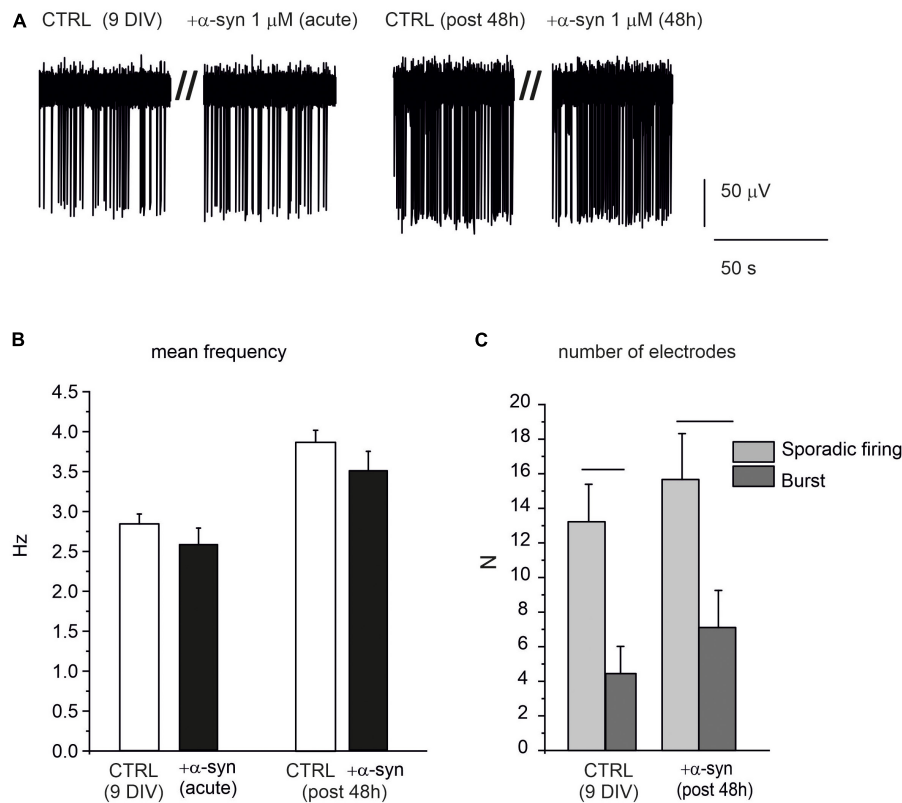 A
CTRL (9 DIV) +α-syn 1 μM (acute) CTRL (post 48h) +α-syn 1 μM (48h)
//
//
50 μV
50 s
B
mean frequency
4.5
4.0
3.5
3.0
2.5
2.0
1.5
1.0
0.5
0.0
Hz
CTRL +α-syn CTRL +α-syn
(9 DIV) (acute) (post 48h)
C
number of electrodes
20
18
16
14
12
10
8
6
4
2
0
N
Sporadic firing
Burst
CTRL +α-syn
(9 DIV) (post 48h)